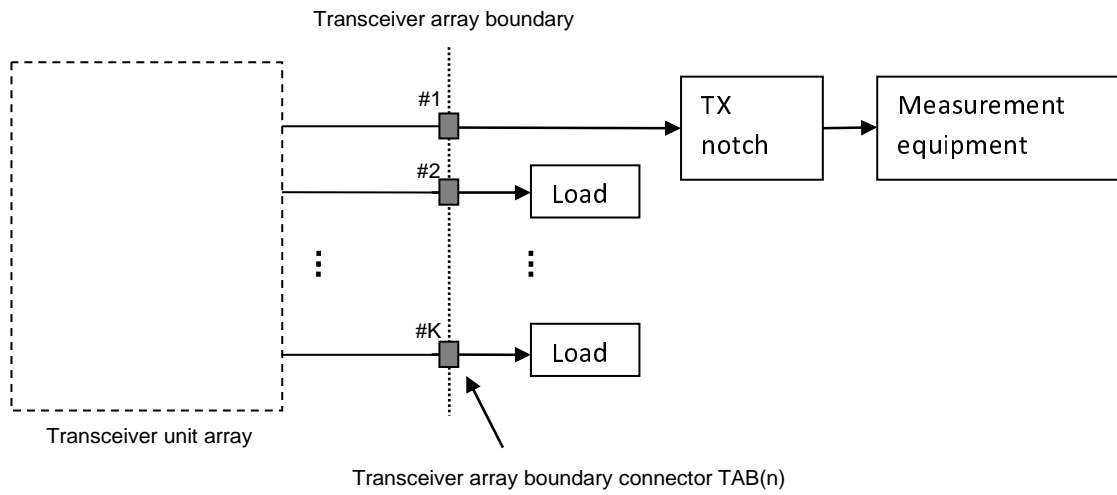 Transceiver array boundary
#1
TX
notch
Measurement
equipment
#2
Load
#K
Load
Transceiver unit array
Transceiver array boundary connector TAB(n)